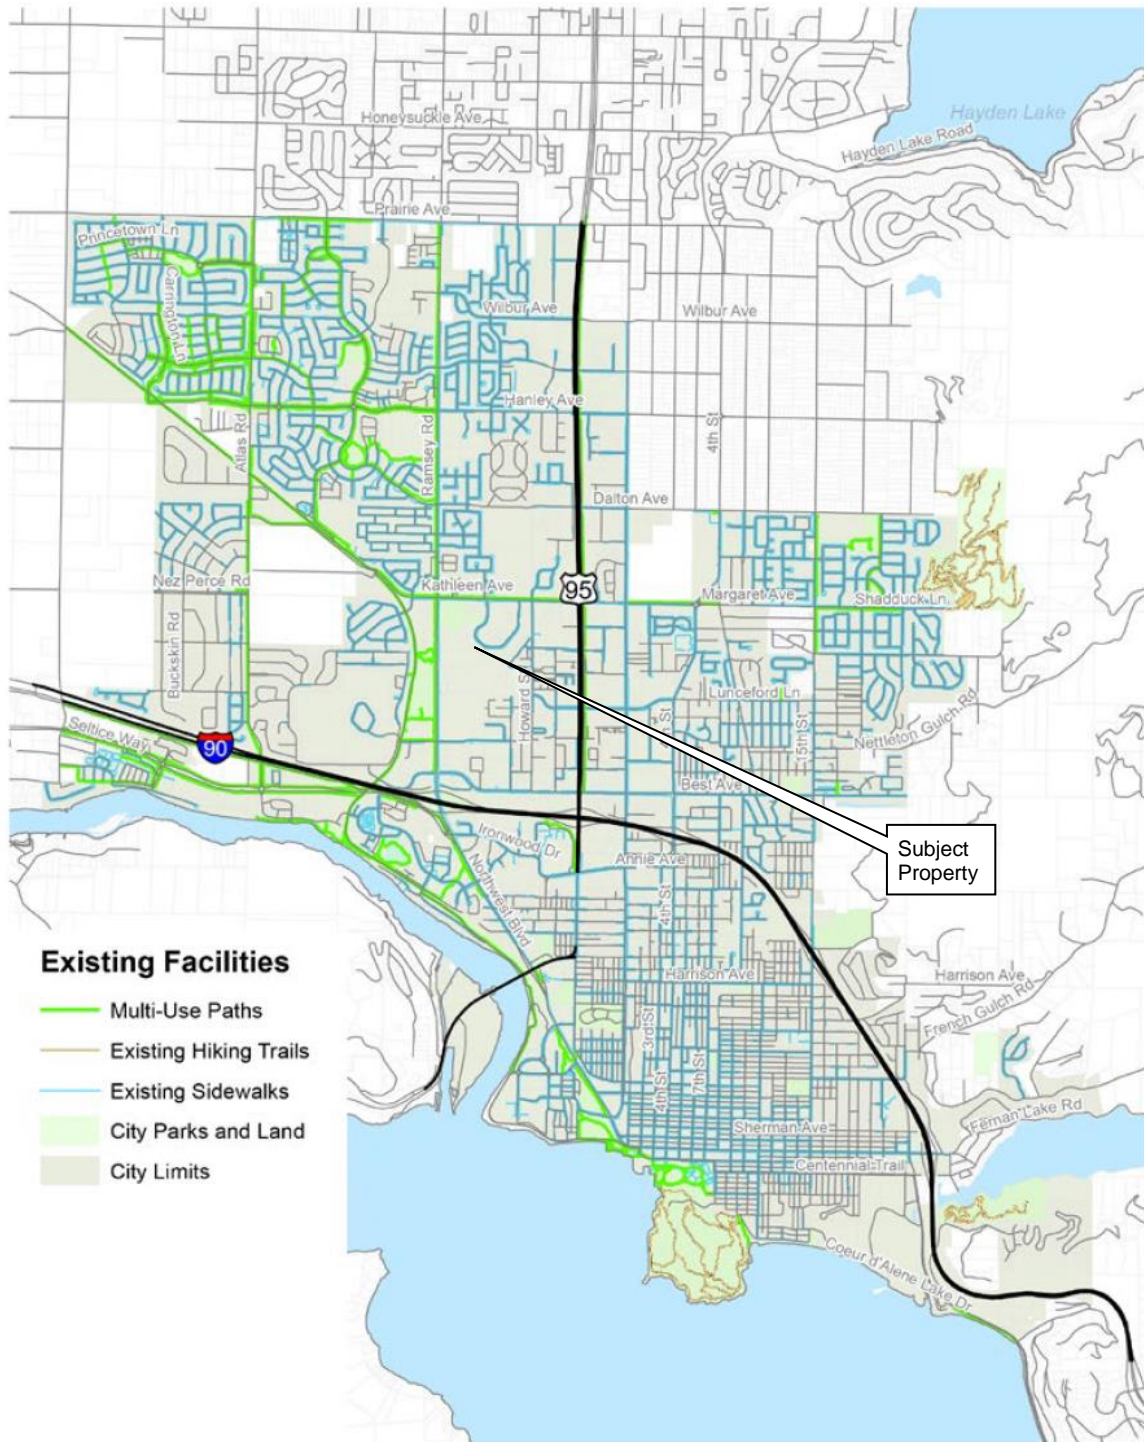 Hayden Lake
Honeysuckle Ave
Hayden Lake Road
Prairie Ave
Princetown Ln
Carrington Ln
Wilbur Ave
Wilbur Ave
Hanley Ave
Atlas Rd
Ramsey Rd
4th St
Dalton Ave
Nez Perce Rd
Kathleen Ave
95
Margaret Ave
Shadduck Ln
Buckskin Rd
Howard S
Lunceford Ln
St
15th St
Nettleton Gulch Rd
Seltice Way
90
Best Ave
Ironwood Dr
Annie Ave
Subject
Property
Northwest Blvd
4th St
Harrison Ave
Harrison Ave
French Gulch Rd
3rd St
4th St
7th St
Fernan Lake Rd
Sherman Ave
Centennial Trail
Coeur d'Alene Lake Dr
Existing Facilities
Multi-Use Paths
Existing Hiking Trails
Existing Sidewalks
City Parks and Land
City Limits